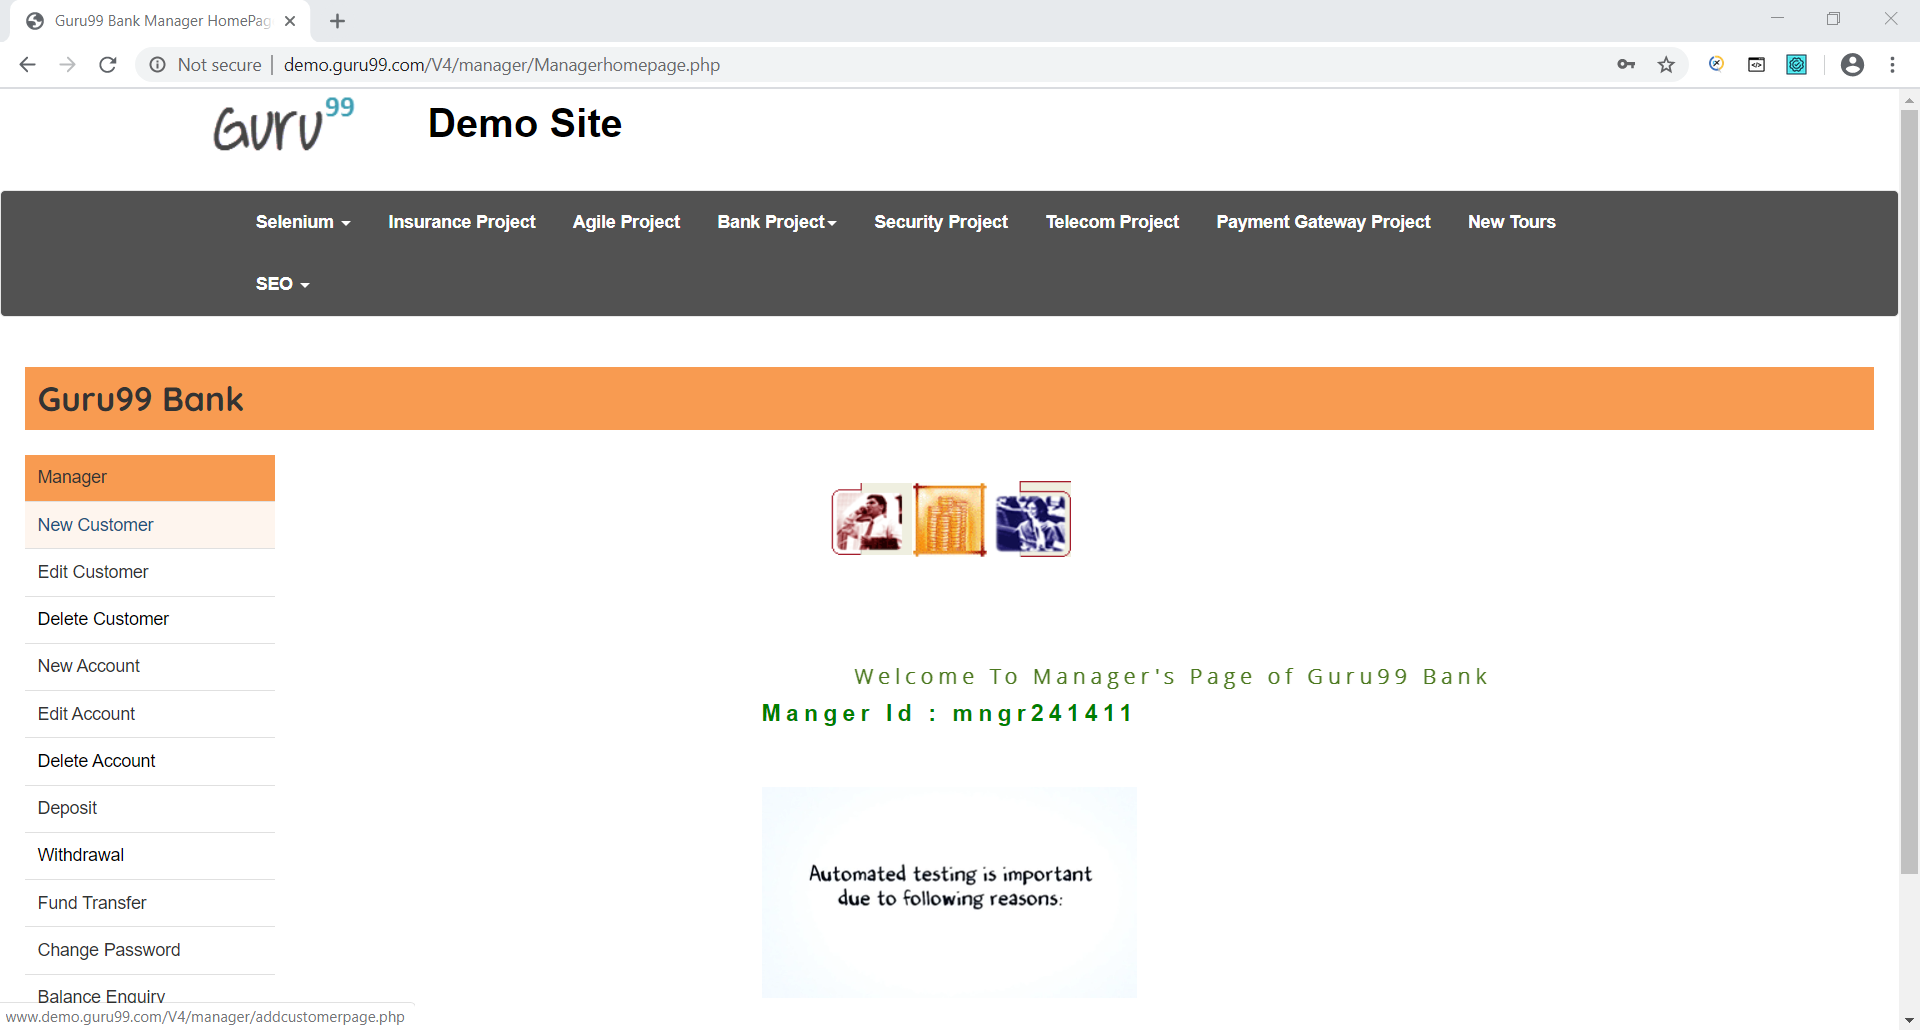 Guru99 Bank Manager HomePag
Not secure | demo.guru99.com/V4/manager/Managerhomepage.php
Guru99 Demo Site
Selenium Insurance Project Agile Project Bank Project Security Project Telecom Project Payment Gateway Project New Tours
SEO
Guru99 Bank
Manager
New Customer
Edit Customer
Delete Customer
New Account
Edit Account
Delete Account
Deposit
Withdrawal
Fund Transfer
Change Password
Balance Enquiry
Welcome To Manager's Page of Guru99 Bank
Manger Id : mngr241411
Automated testing is important
due to following reasons:
www.demo.guru99.com/V4/manager/addcustomerpage.php